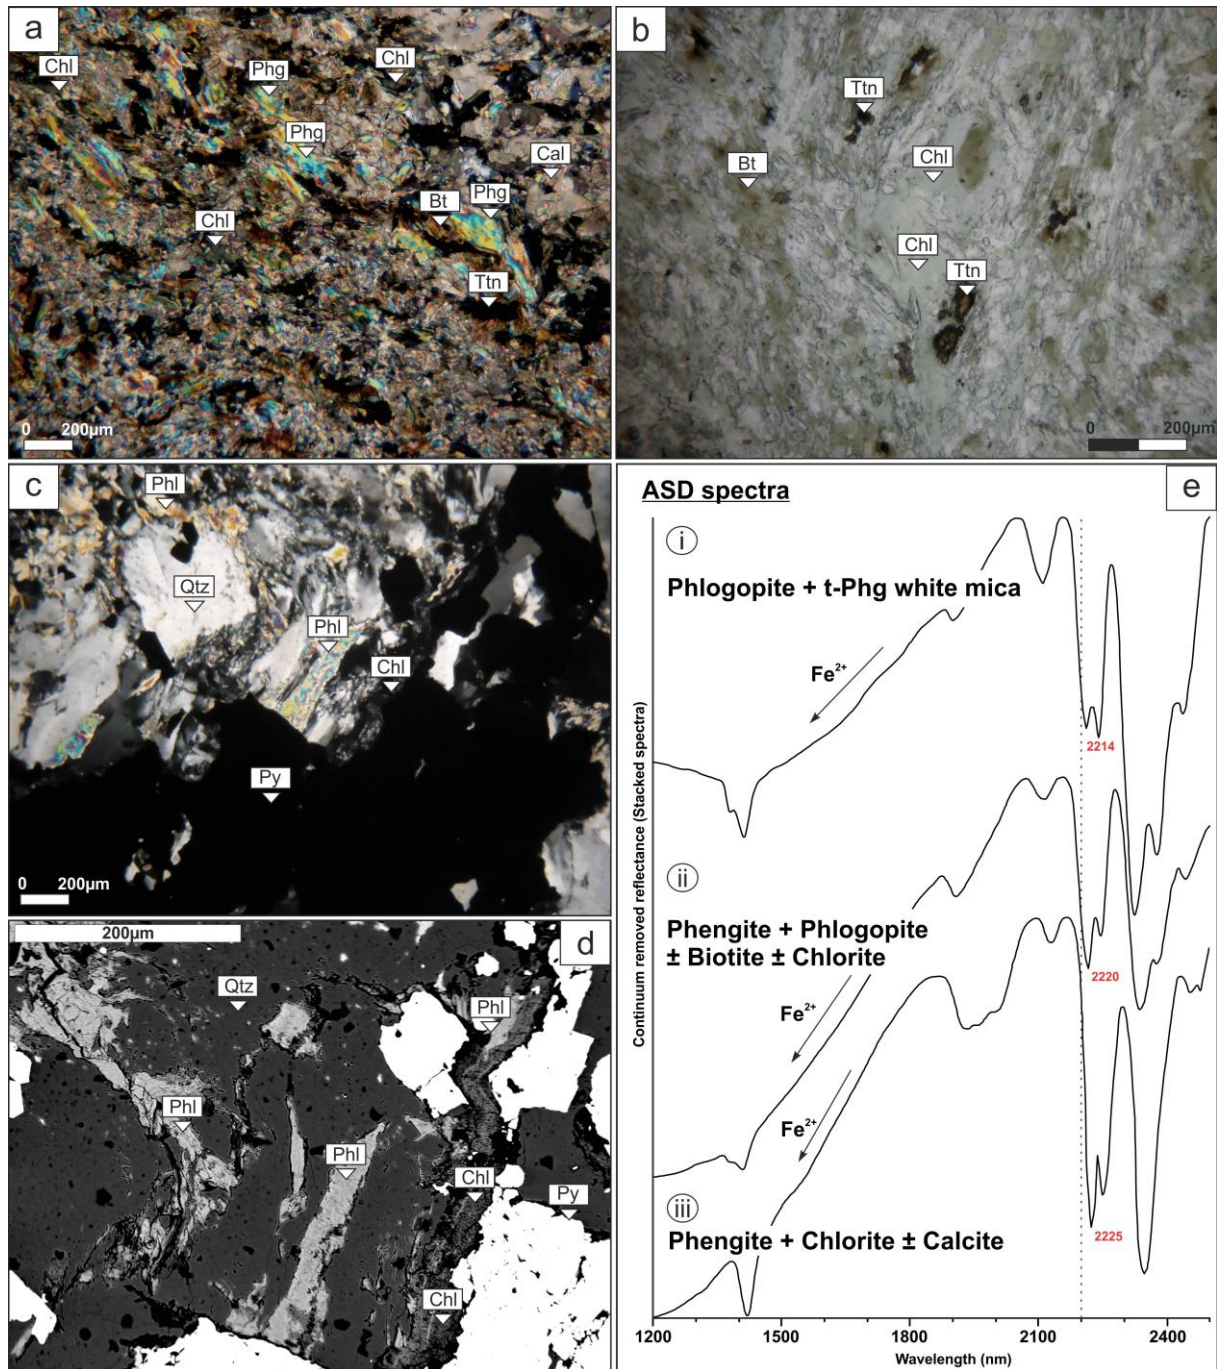 a
Chl
Phg
Chl
Phg
Cal
Bt
Phg
Chl
Ttn
0 200µm
b
Ttn
Bt
Chl
Chl
Ttn
0 200µm
c
Phl
Qtz
Phl
Chl
Py
0 200µm
d
200µm
Qtz
Phl
Phl
Phl
Chl
Py
Chl
e
ASD spectra
i
Phlogopite + t-Phg white mica
Fe²⁺
2214
ii
Phengite + Phlogopite
± Biotite ± Chlorite
2220
Fe²⁺
Fe²⁺
iii
Phengite + Chlorite ± Calcite
2225
Continuum removed reflectance (Stacked spectra)
1200 1500 1800 2100 2400
Wavelength (nm)